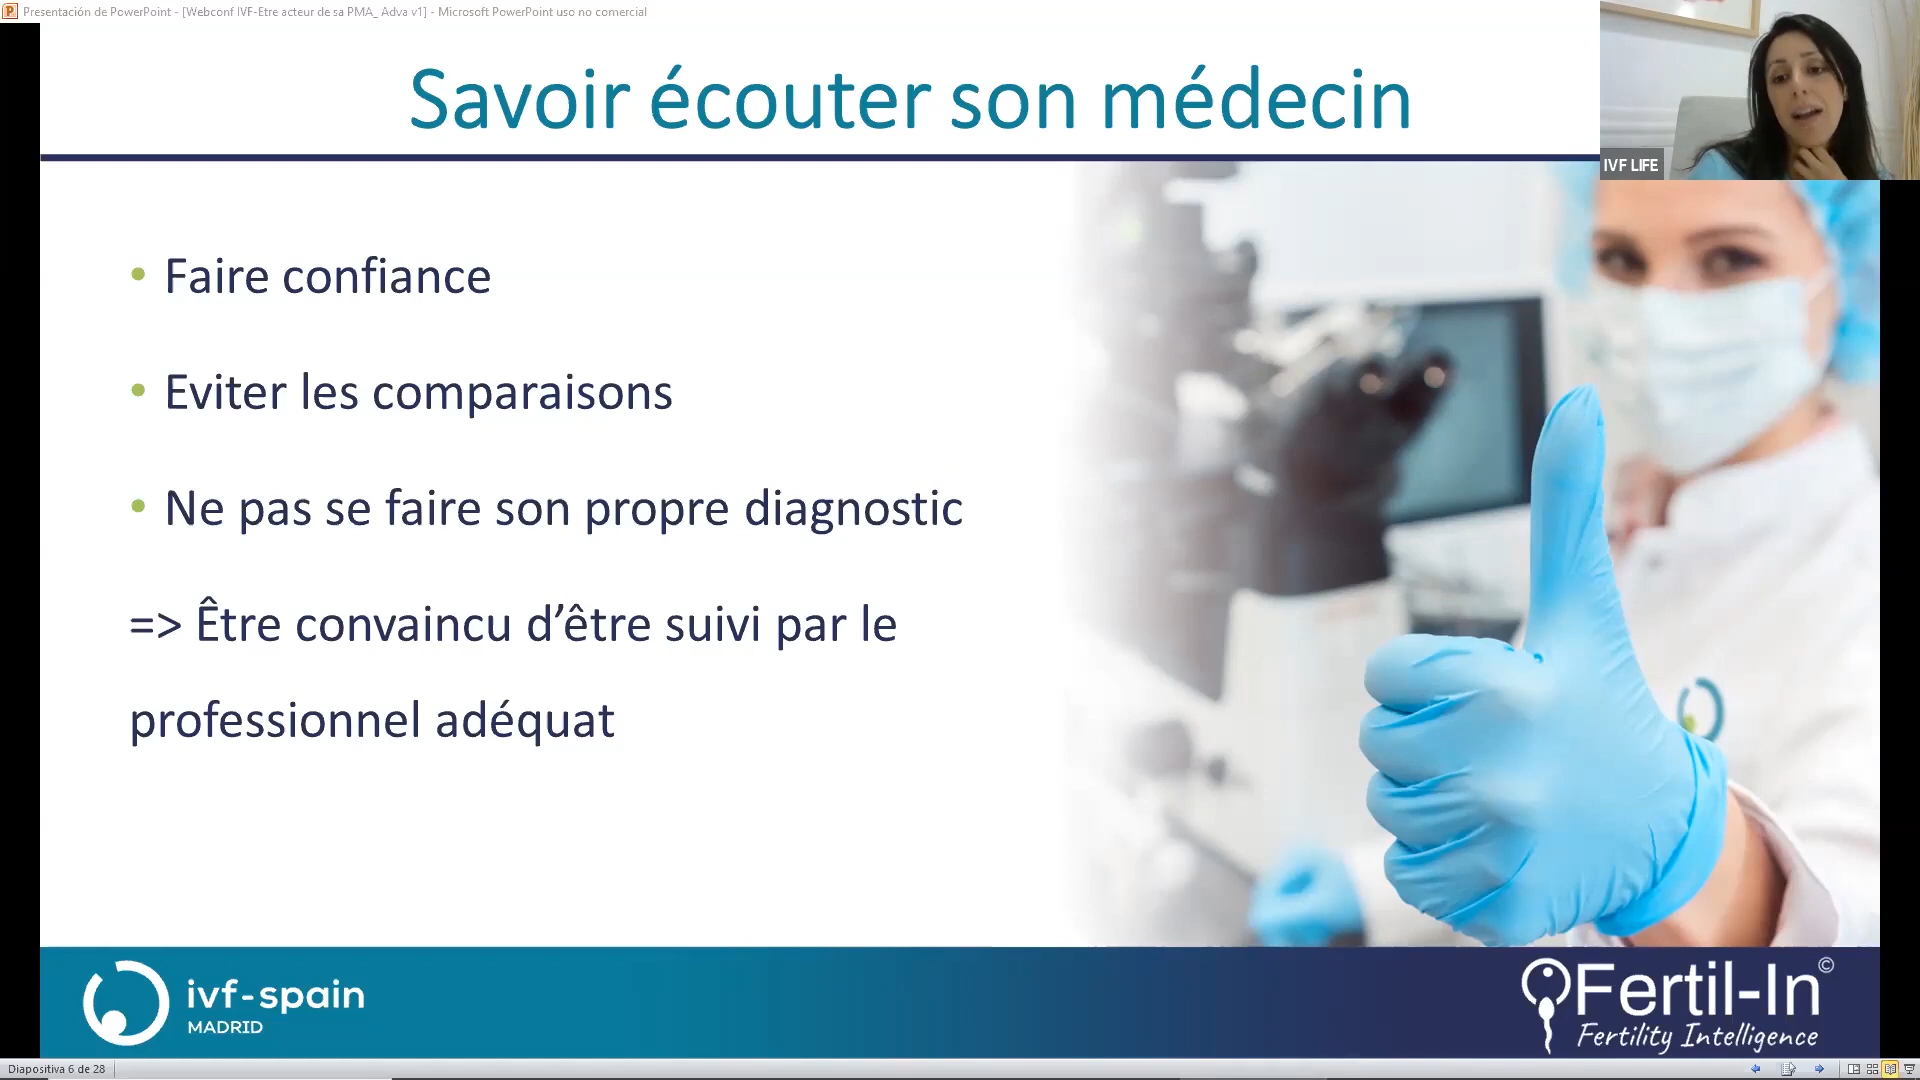 Presentación de PowerPoint - [Webconf IVF-Etre acteur de sa PMA_ Adva v1] - Microsoft PowerPoint uso no comercial
Savoir écouter son médecin
IVF LIFE
• Faire confiance
• Eviter les comparaisons
• Ne pas se faire son propre diagnostic
=> Être convaincu d’être suivi par le
professionnel adéquat
ivf-spain
MADRID
Fertil-In©
Fertility Intelligence
Diapositiva 6 de 28